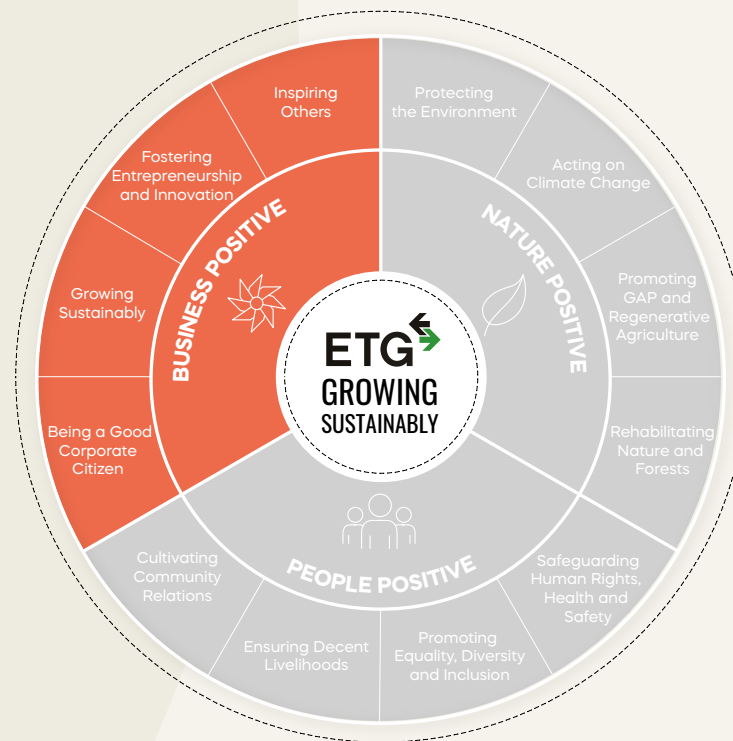 Inspiring
Others
Protecting
the Environment
Fostering
Entrepreneurship
and Innovation
Acting on
Climate Change
BUSINESS POSITIVE
NATURE POSITIVE
Growing
Sustainably
Promoting
GAP and
Regenerative
Agriculture
ETG
GROWING
SUSTAINABLY
Being a Good
Corporate
Citizen
Rehabilitating
Nature and
Forests
PEOPLE POSITIVE
Cultivating
Community
Relations
Safeguarding
Human Rights,
Health and
Safety
Ensuring Decent
Livelihoods
Promoting
Equality, Diversity
and Inclusion